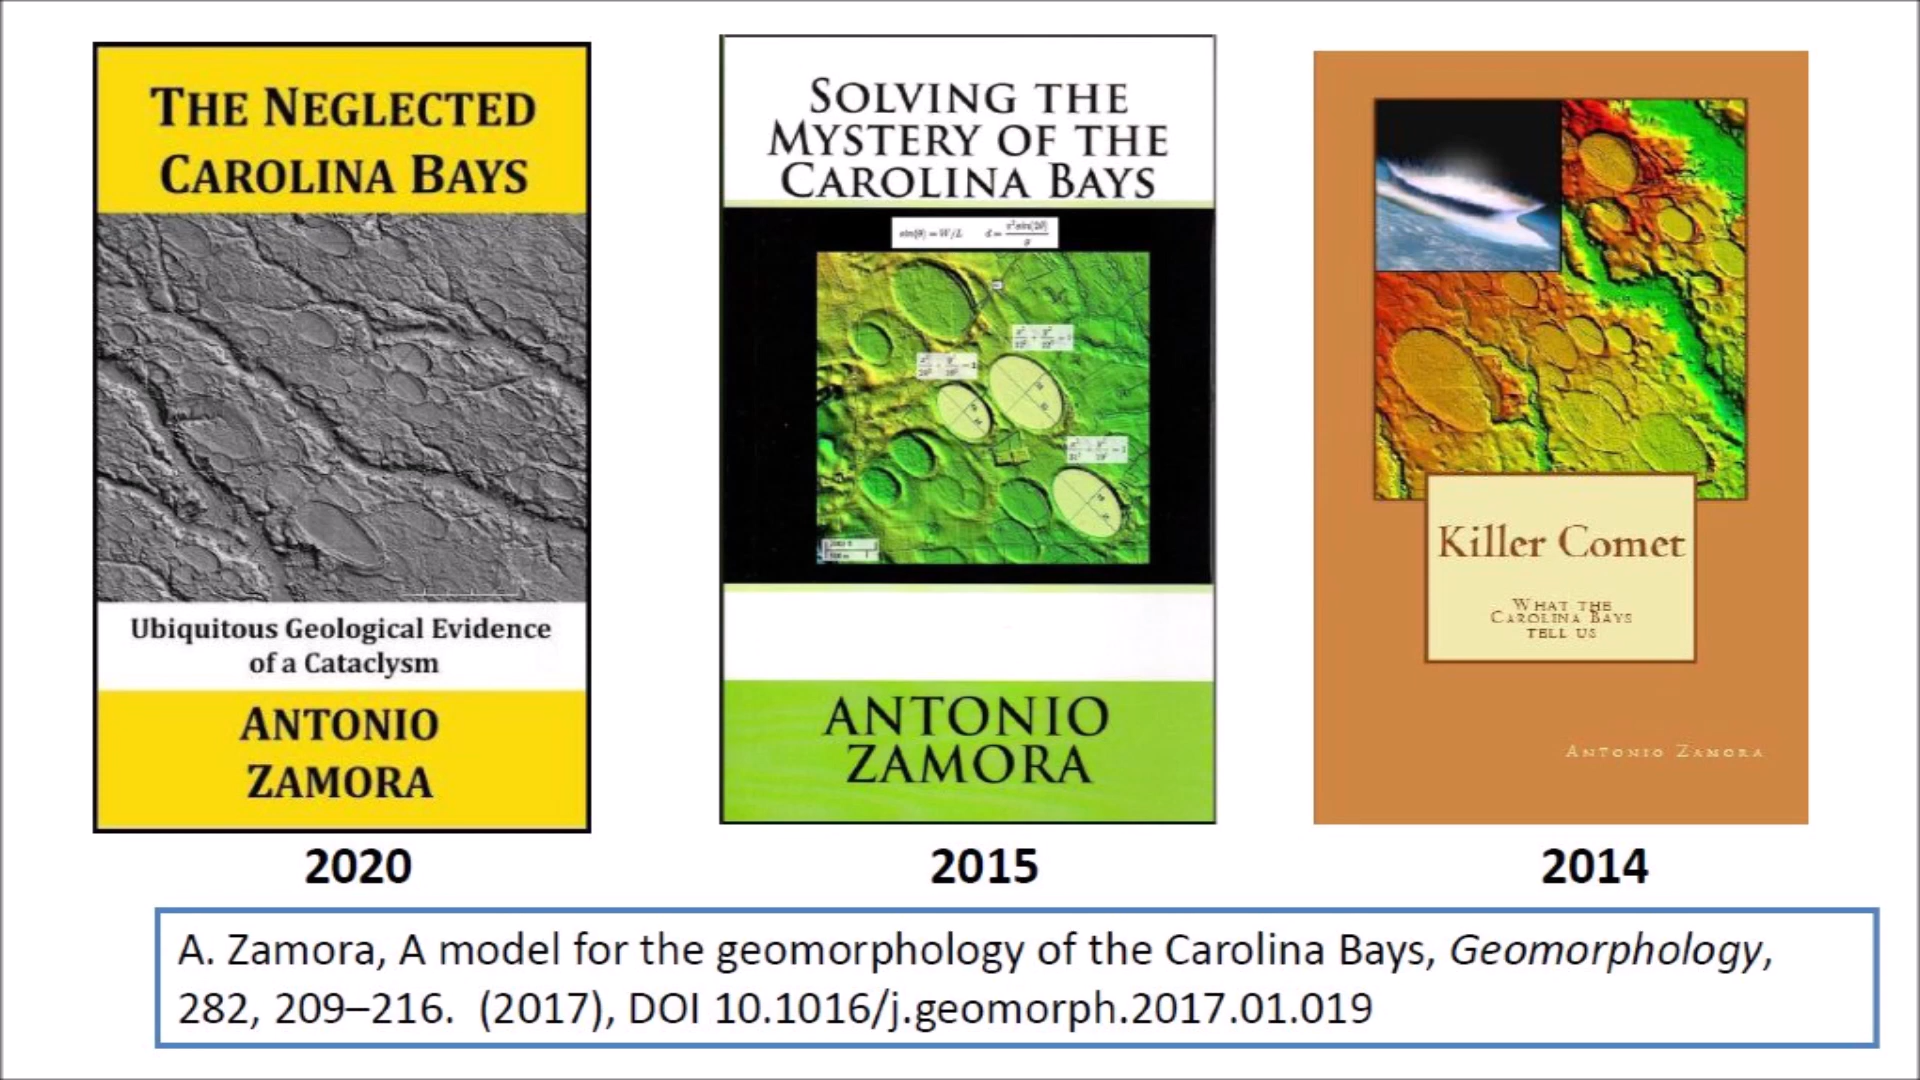 THE NEGLECTED
CAROLINA BAYS
Ubiquitous Geological Evidence
of a Cataclysm
ANTONIO
ZAMORA
2020
SOLVING THE
MYSTERY OF THE
CAROLINA BAYS
sin(θ) = W/L
ANTONIO
ZAMORA
2015
Killer Comet
WHAT THE
CAROLINA BAYS
TELL US
ANTONIO ZAMORA
2014
A. Zamora, A model for the geomorphology of the Carolina Bays, Geomorphology,
282, 209–216. (2017), DOI 10.1016/j.geomorph.2017.01.019